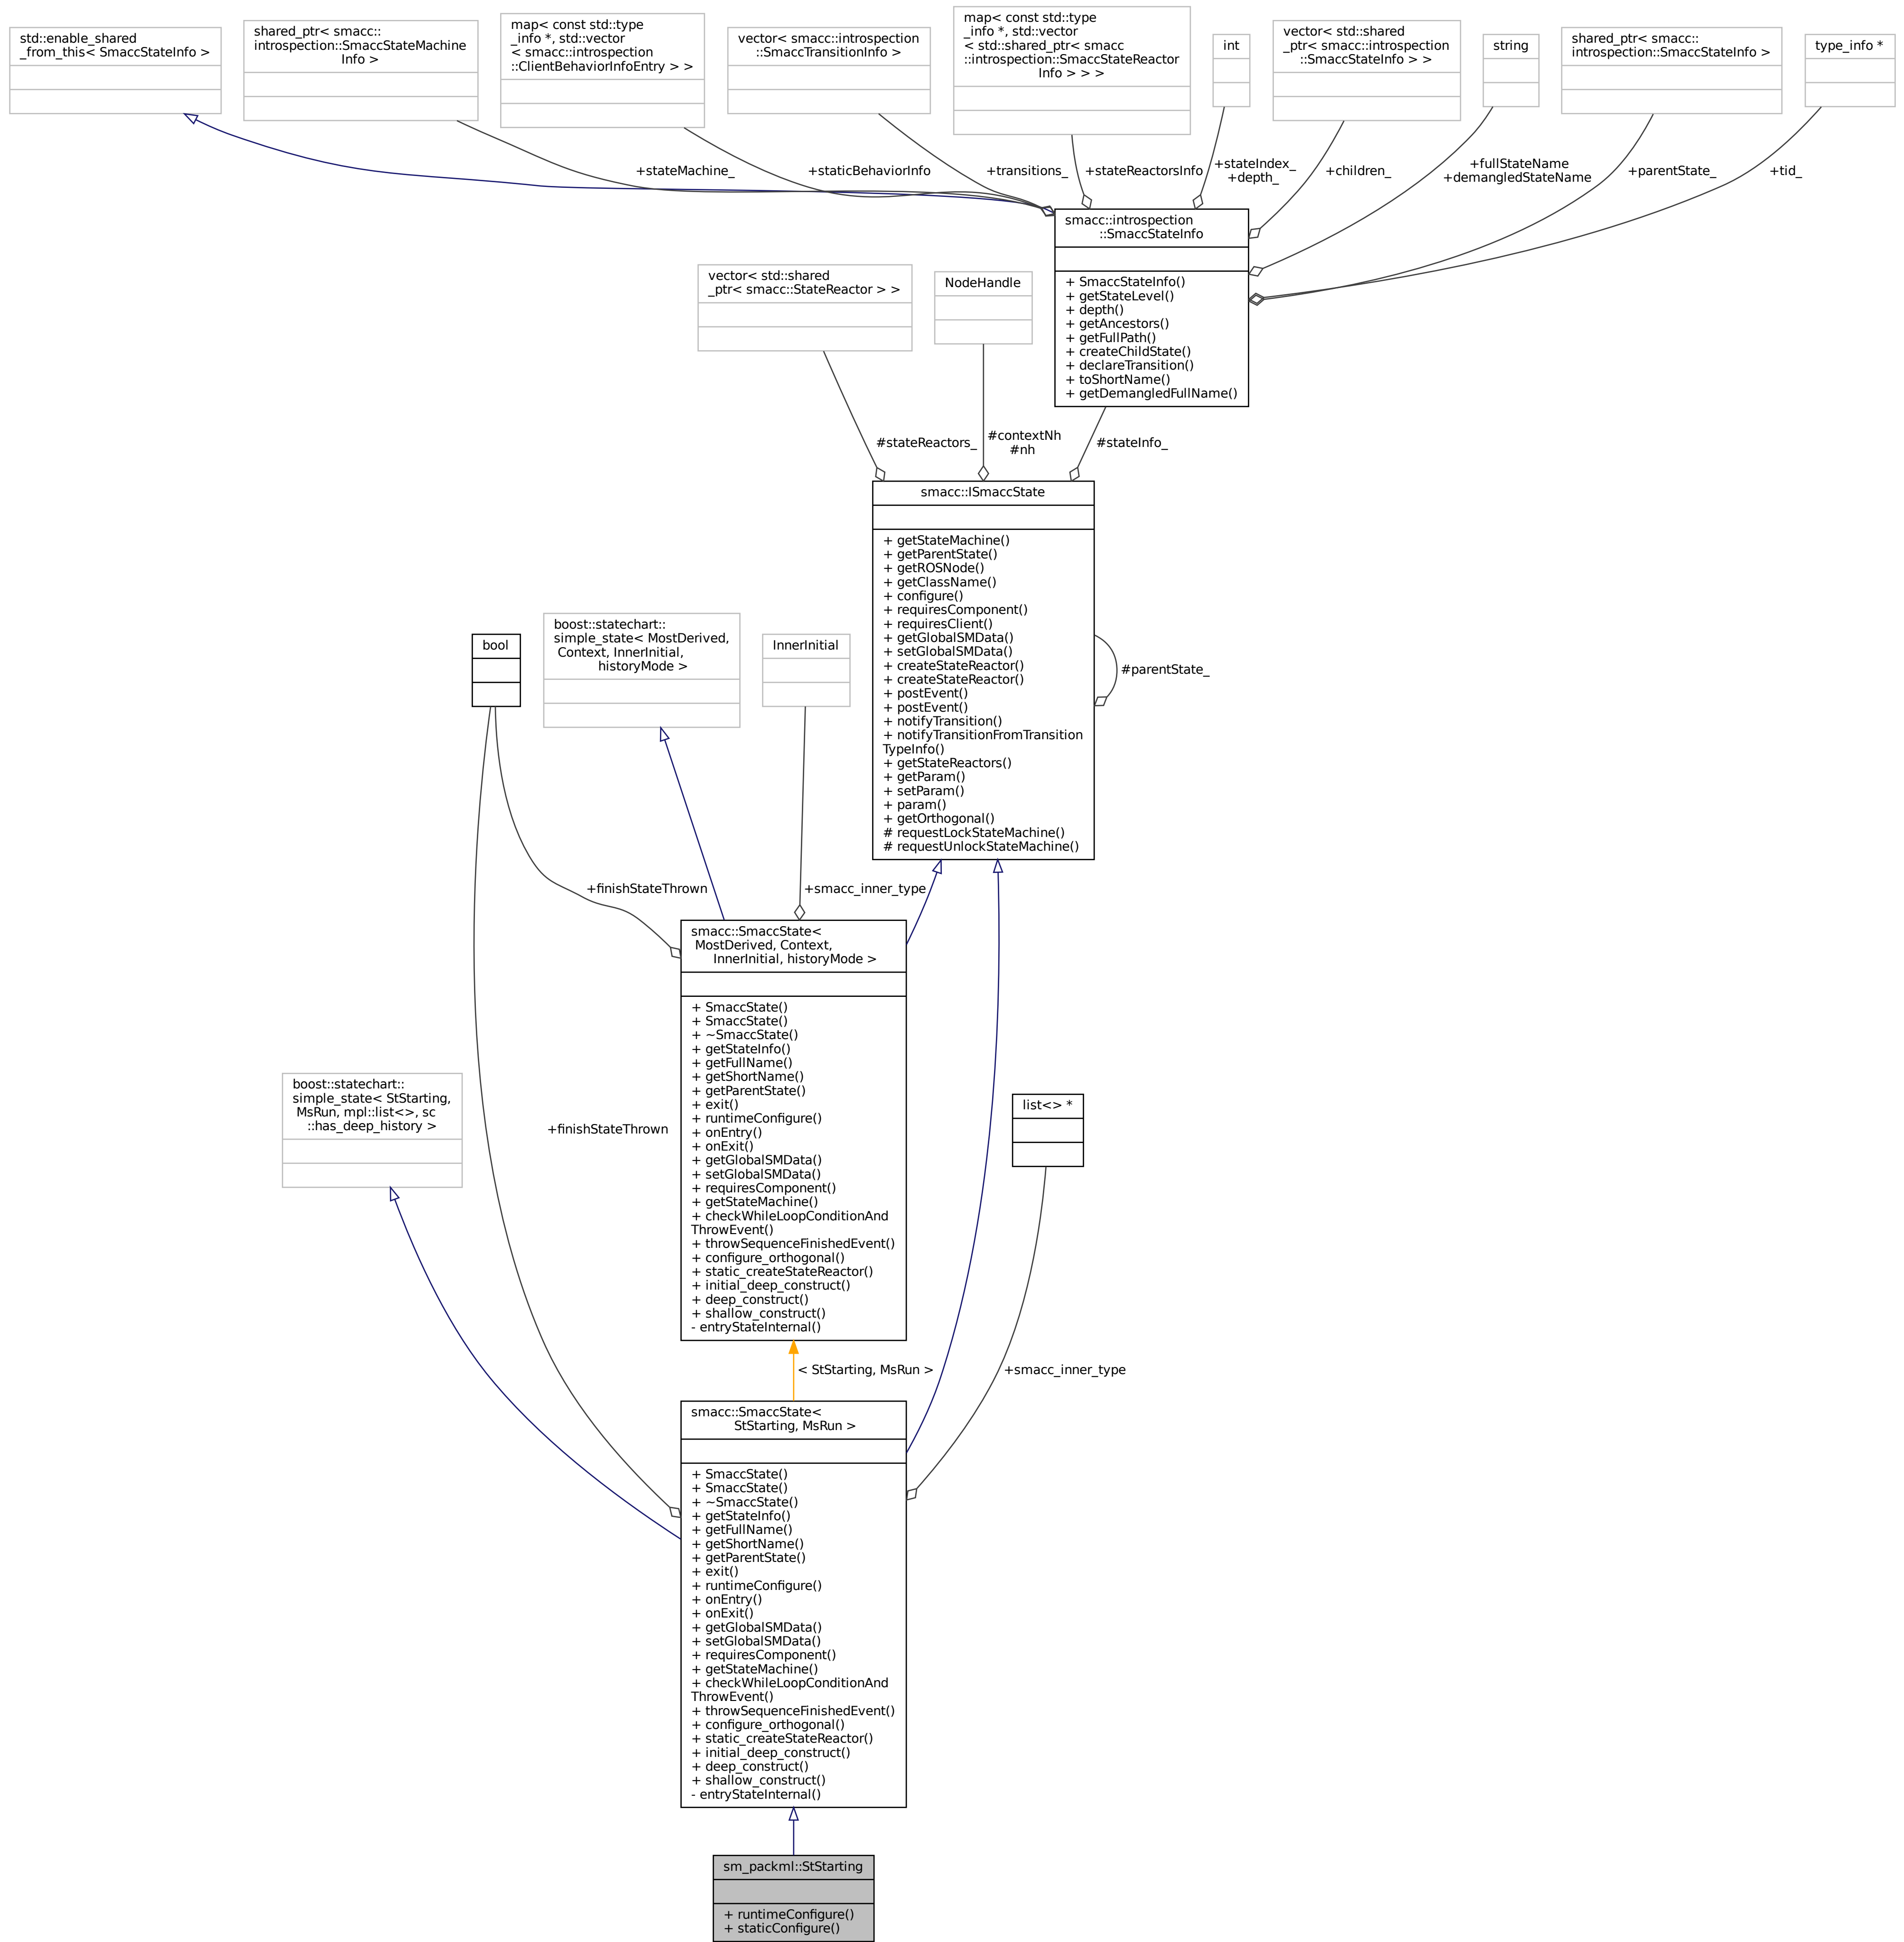 std::enable_shared
_from_this< SmaccStateInfo >
shared_ptr< smacc::
introspection::SmaccStateMachine
Info >
map< const std::type
_info *, std::vector
< smacc::introspection
::ClientBehaviorInfoEntry > >
vector< smacc::introspection
::SmaccTransitionInfo >
map< const std::type
_info *, std::vector
< std::shared_ptr< smacc
::introspection::SmaccStateReactor
Info > > >
int
vector< std::shared
_ptr< smacc::introspection
::SmaccStateInfo > >
string
shared_ptr< smacc::
introspection::SmaccStateInfo >
type_info *
+stateMachine_
+staticBehaviorInfo
+transitions_
+stateReactorsInfo
+stateIndex_
+depth_
+children_
+fullStateName
+demangledStateName
+parentState_
+tid_
smacc::introspection
::SmaccStateInfo
+ SmaccStateInfo()
+ getStateLevel()
+ depth()
+ getAncestors()
+ getFullPath()
+ createChildState()
+ declareTransition()
+ toShortName()
+ getDemangledFullName()
vector< std::shared
_ptr< smacc::StateReactor > >
NodeHandle
#stateReactors_
#contextNh
#nh
#stateInfo_
smacc::ISmaccState
+ getStateMachine()
+ getParentState()
+ getROSNode()
+ getClassName()
+ configure()
+ requiresComponent()
+ requiresClient()
+ getGlobalSMData()
+ setGlobalSMData()
+ createStateReactor()
+ createStateReactor()
+ postEvent()
+ postEvent()
+ notifyTransition()
+ notifyTransitionFromTransition
TypeInfo()
+ getStateReactors()
+ getParam()
+ setParam()
+ param()
+ getOrthogonal()
# requestLockStateMachine()
# requestUnlockStateMachine()
#parentState_
bool
boost::statechart::
simple_state< MostDerived,
Context, InnerInitial,
historyMode >
InnerInitial
+finishStateThrown
+smacc_inner_type
smacc::SmaccState<
MostDerived, Context,
InnerInitial, historyMode >
+ SmaccState()
+ SmaccState()
+ ~SmaccState()
+ getStateInfo()
+ getFullName()
+ getShortName()
+ getParentState()
+ exit()
+ runtimeConfigure()
+ onEntry()
+ onExit()
+ getGlobalSMData()
+ setGlobalSMData()
+ requiresComponent()
+ getStateMachine()
+ checkWhileLoopConditionAnd
ThrowEvent()
+ throwSequenceFinishedEvent()
+ configure_orthogonal()
+ static_createStateReactor()
+ initial_deep_construct()
+ deep_construct()
+ shallow_construct()
- entryStateInternal()
boost::statechart::
simple_state< StStarting,
MsRun, mpl::list<>, sc
::has_deep_history >
+finishStateThrown
list<> *
< StStarting, MsRun >
+smacc_inner_type
smacc::SmaccState<
StStarting, MsRun >
+ SmaccState()
+ SmaccState()
+ ~SmaccState()
+ getStateInfo()
+ getFullName()
+ getShortName()
+ getParentState()
+ exit()
+ runtimeConfigure()
+ onEntry()
+ onExit()
+ getGlobalSMData()
+ setGlobalSMData()
+ requiresComponent()
+ getStateMachine()
+ checkWhileLoopConditionAnd
ThrowEvent()
+ throwSequenceFinishedEvent()
+ configure_orthogonal()
+ static_createStateReactor()
+ initial_deep_construct()
+ deep_construct()
+ shallow_construct()
- entryStateInternal()
sm_packml::StStarting
+ runtimeConfigure()
+ staticConfigure()